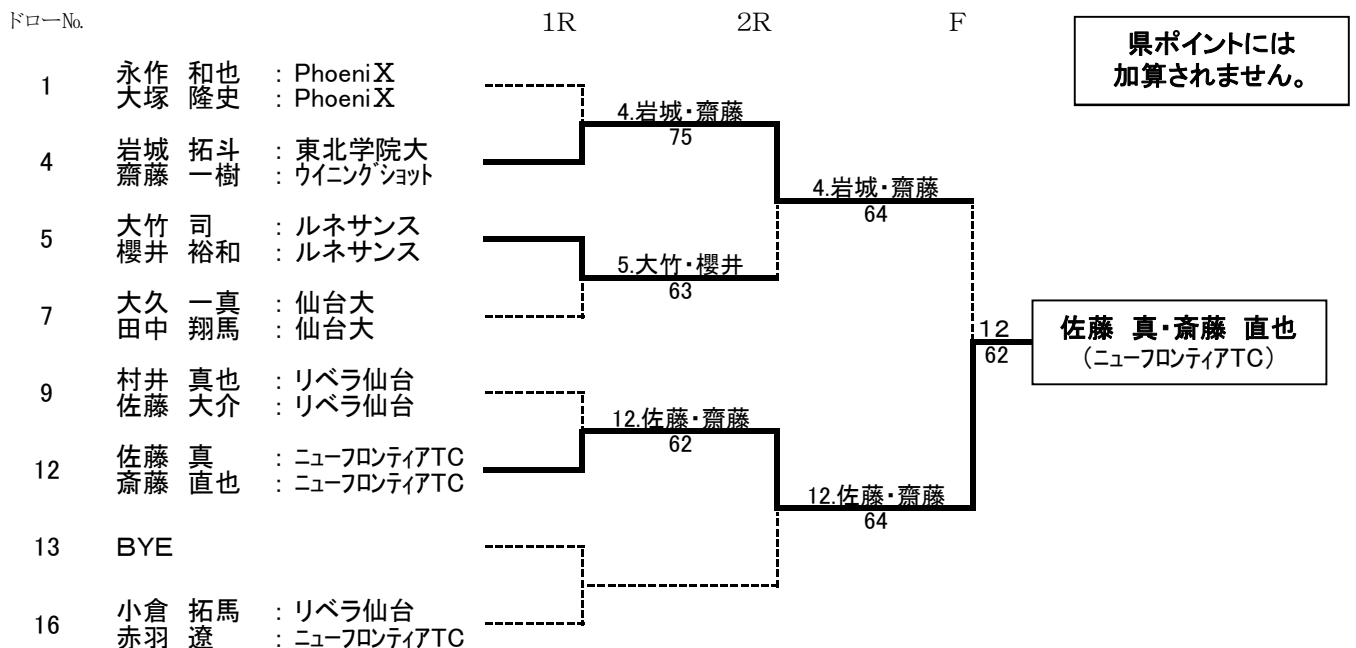 ドローNo. 1R 2R F
県ポイントには
加算されません。
1 永作 和也 : PhoeniX
大塚 隆史 : PhoeniX
4.岩城・齋藤
75
4 岩城 拓斗 : 東北学院大
齋藤 一樹 : ウイニングショット
4.岩城・齋藤
64
5 大竹 司 : ルネサンス
櫻井 裕和 : ルネサンス
5.大竹・櫻井
63
7 大久 一真 : 仙台大
田中 翔馬 : 仙台大
12
62
佐藤 真・斎藤 直也
(ニューフロンティアTC)
9 村井 真也 : リベラ仙台
佐藤 大介 : リベラ仙台
12.佐藤・齋藤
62
12 佐藤 真 : ニューフロンティアTC
斎藤 直也 : ニューフロンティアTC
12.佐藤・齋藤
64
13 BYE
16 小倉 拓馬 : リベラ仙台
赤羽 遼 : ニューフロンティアTC